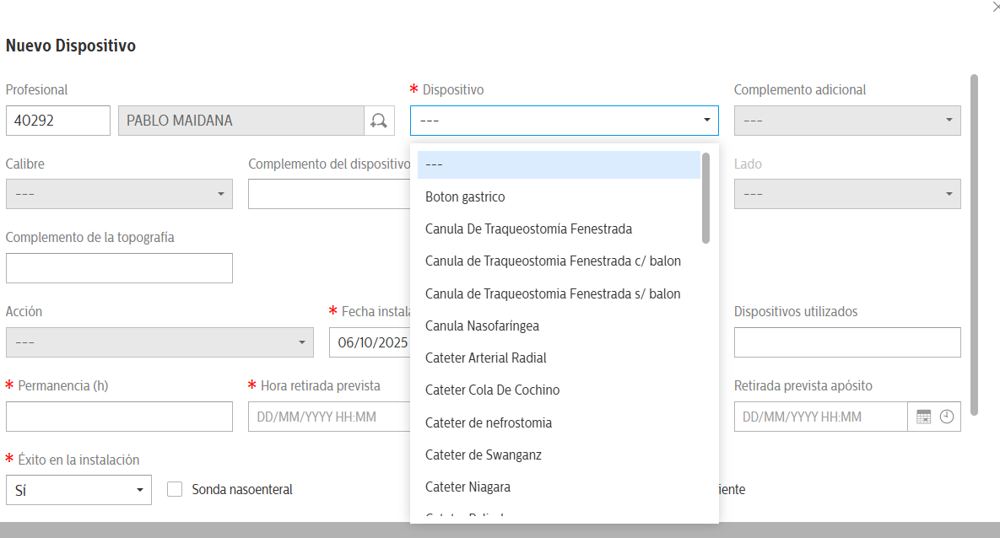 Nuevo Dispositivo
Profesional
* Dispositivo
Complemento adicional
40292
PABLO MAIDANA
---
---
Calibre
Complemento del dispositivo
Lado
---
---
---
Boton gastrico
Canula De Traqueostomía Fenestrada
Canula de Traqueostomia Fenestrada c/ balon
Canula de Traqueostomia Fenestrada s/ balon
Canula Nasofaríngea
Cateter Arterial Radial
Cateter Cola De Cochino
Cateter de nefrostomia
Cateter de Swanganz
Cateter Niagara
Complemento de la topografía
Acción
* Fecha instala
Dispositivos utilizados
---
06/10/2025
* Permanencia (h)
* Hora retirada prevista
Retirada prevista apósito
DD/MM/YYYY HH:MM
DD/MM/YYYY HH:MM
* Éxito en la instalación
Sí
Sonda nasoenteral
iente